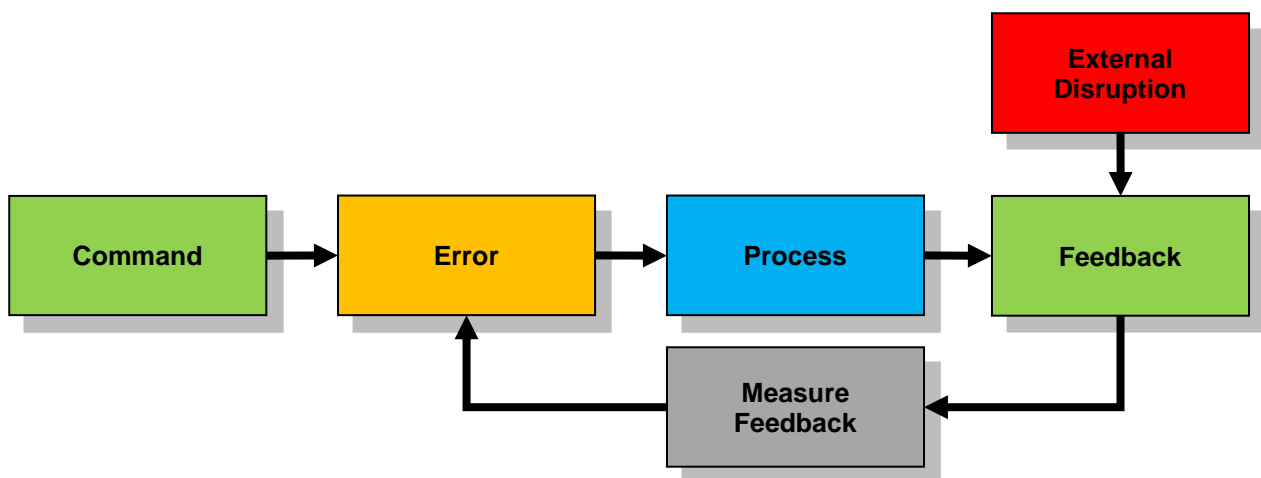 External
Disruption
Command
Error
Process
Feedback
Measure
Feedback